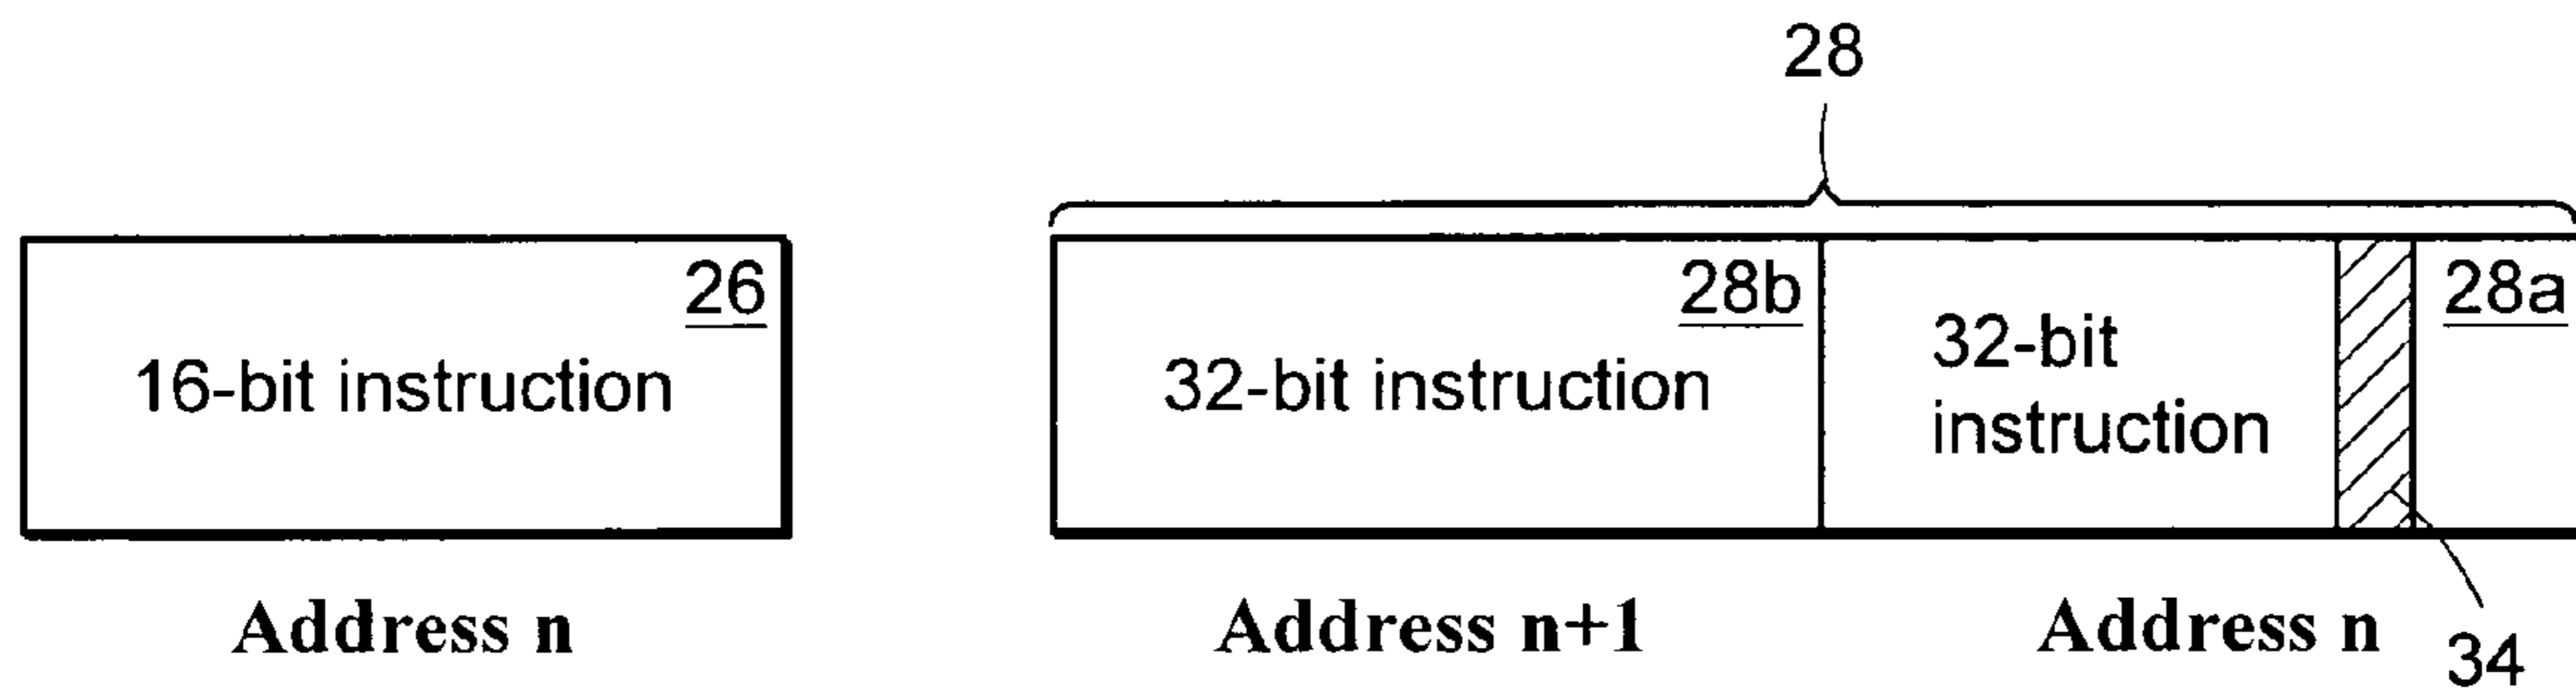 28
26
16-bit instruction
28b
32-bit instruction
28a
32-bit
instruction
Address n
Address n+1
Address n
34